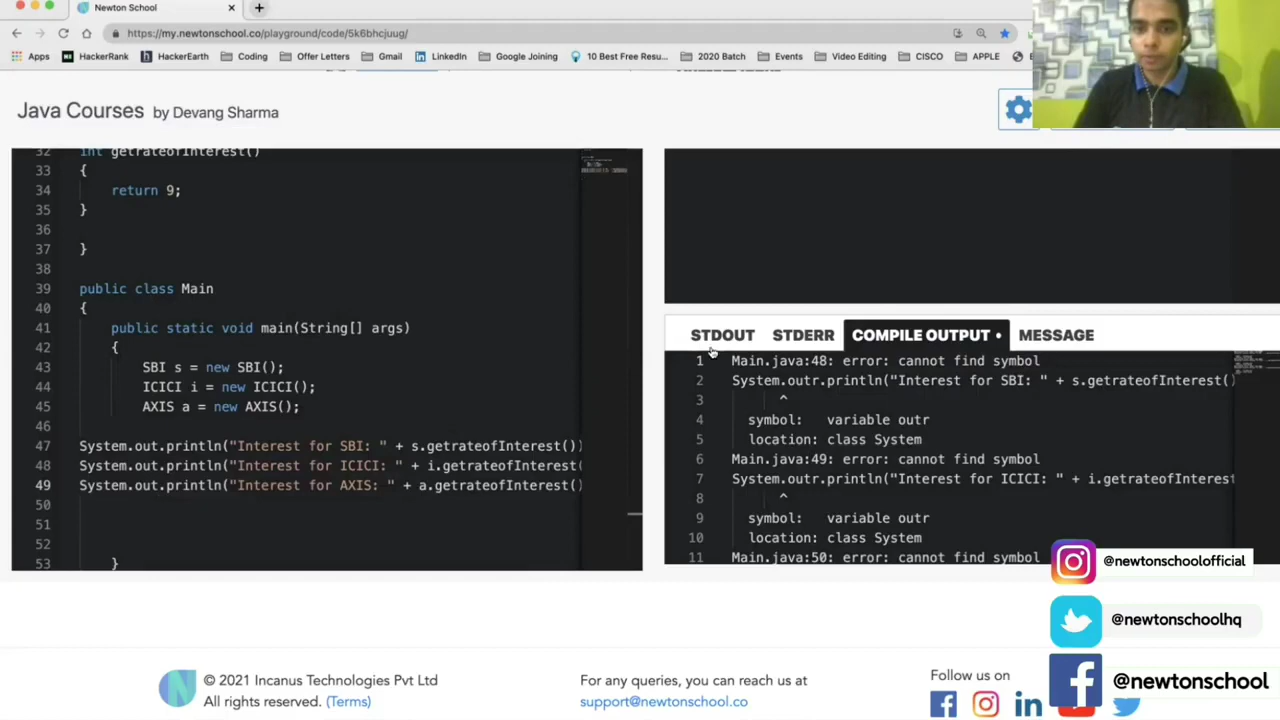 Newton School
https://my.newtonschool.co/playground/code/5k6bhcjuug/
Apps HackerRank HackerEarth Coding Offer Letters Gmail LinkedIn Google Joining 10 Best Free Resu... 2020 Batch Events Video Editing CISCO APPLE
Java Courses by Devang Sharma
32 int getrateofInterest()
33 {
34 return 9;
35 }
36
37 }
38
39 public class Main
40 {
41 public static void main(String[] args)
42 {
43 SBI s = new SBI();
44 ICICI i = new ICICI();
45 AXIS a = new AXIS();
46
47 System.out.println("Interest for SBI: " + s.getrateofInterest())
48 System.out.println("Interest for ICICI: " + i.getrateofInterest(
49 System.out.println("Interest for AXIS: " + a.getrateofInterest()
50
51
52
53 }
STDOUT STDERR COMPILE OUTPUT • MESSAGE
1 Main.java:48: error: cannot find symbol
2 System.outr.println("Interest for SBI: " + s.getrateofInterest()
3 ^
4 symbol: variable outr
5 location: class System
6 Main.java:49: error: cannot find symbol
7 System.outr.println("Interest for ICICI: " + i.getrateofInterest
8 ^
9 symbol: variable outr
10 location: class System
11 Main.java:50: error: cannot find symbol
@newtonschoolofficial
@newtonschoolhq
@newtonschool
© 2021 Incanus Technologies Pvt Ltd
All rights reserved. (Terms)
For any queries, you can reach us at
support@newtonschool.co
Follow us on